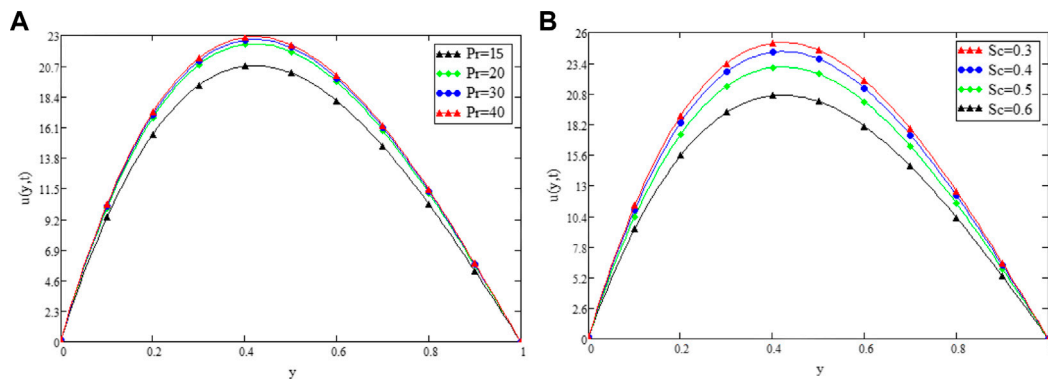 A
23
20.7
18.4
16.1
13.8
11.5
9.2
6.9
4.6
2.3
0
u(y,t)
Pr=15
Pr=20
Pr=30
Pr=40
0 0.2 0.4 0.6 0.8 1
y
B
26
23.4
20.8
18.2
15.6
13
10.4
7.8
5.2
2.6
0
u(y,t)
Sc=0.3
Sc=0.4
Sc=0.5
Sc=0.6
0 0.2 0.4 0.6 0.8
y